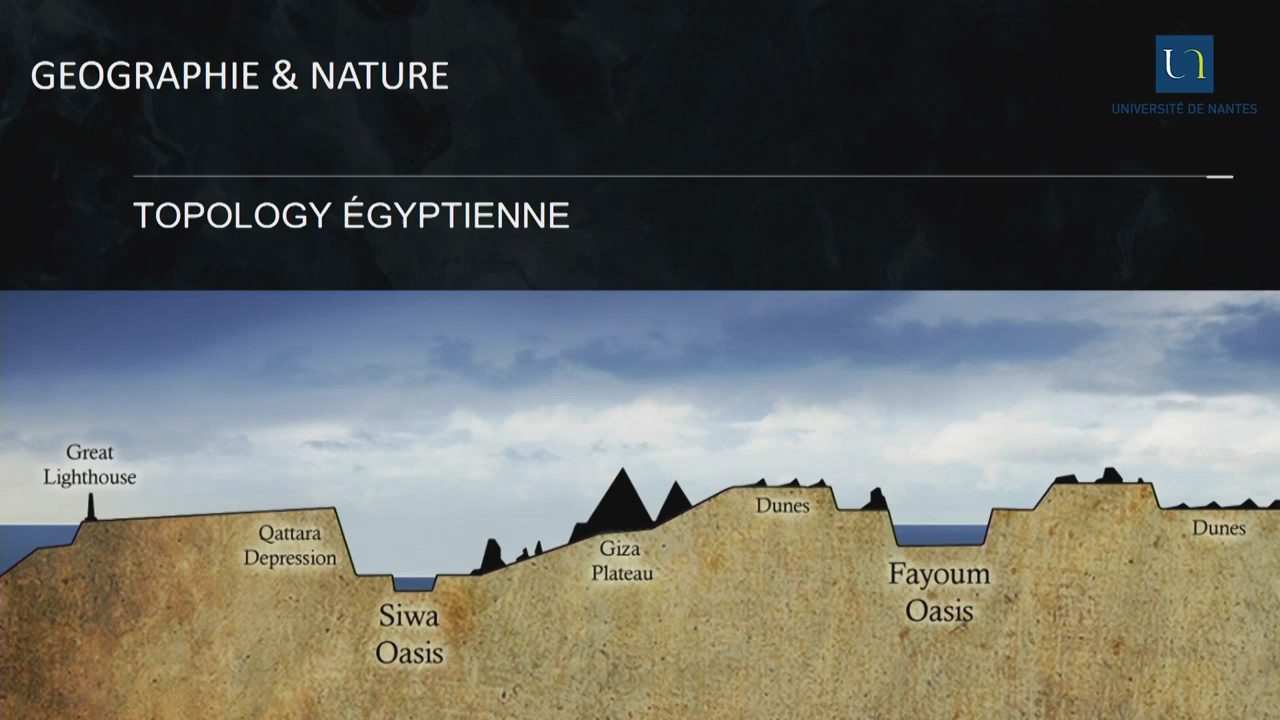 GEOGRAPHIE & NATURE
UNIVERSITÉ DE NANTES
TOPOLOGY ÉGYPTIENNE
Great
Lighthouse
Qattara
Depression
Siwa
Oasis
Giza
Plateau
Dunes
Fayoum
Oasis
Dunes